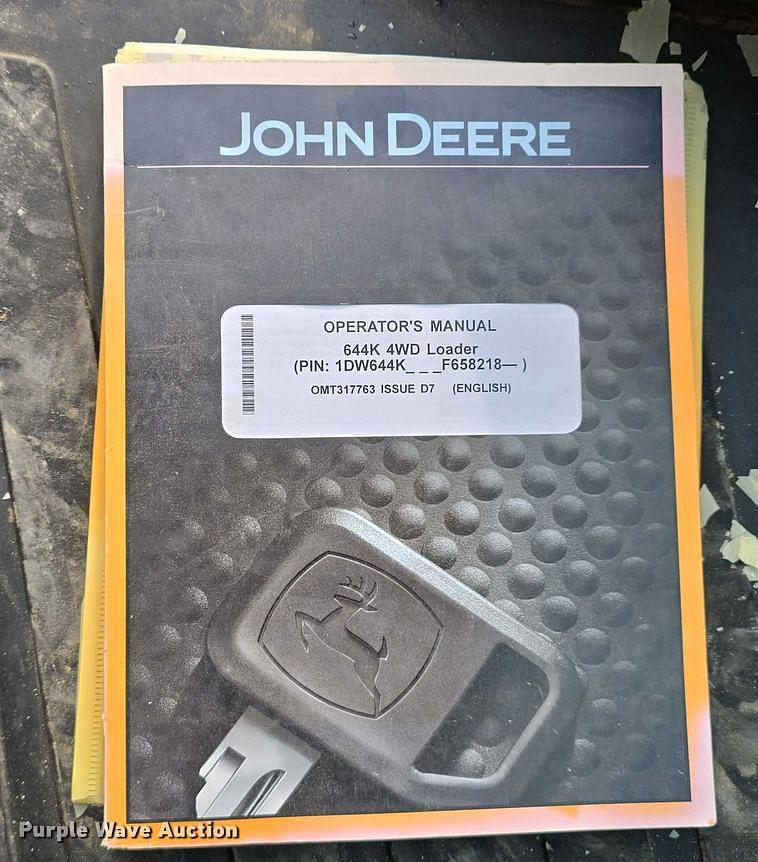 JOHN DEERE
OPERATOR'S MANUAL
644K 4WD Loader
(PIN: 1DW644K_ _ _F658218— )
OMT317763 ISSUE D7 (ENGLISH)
Purple Wave Auction